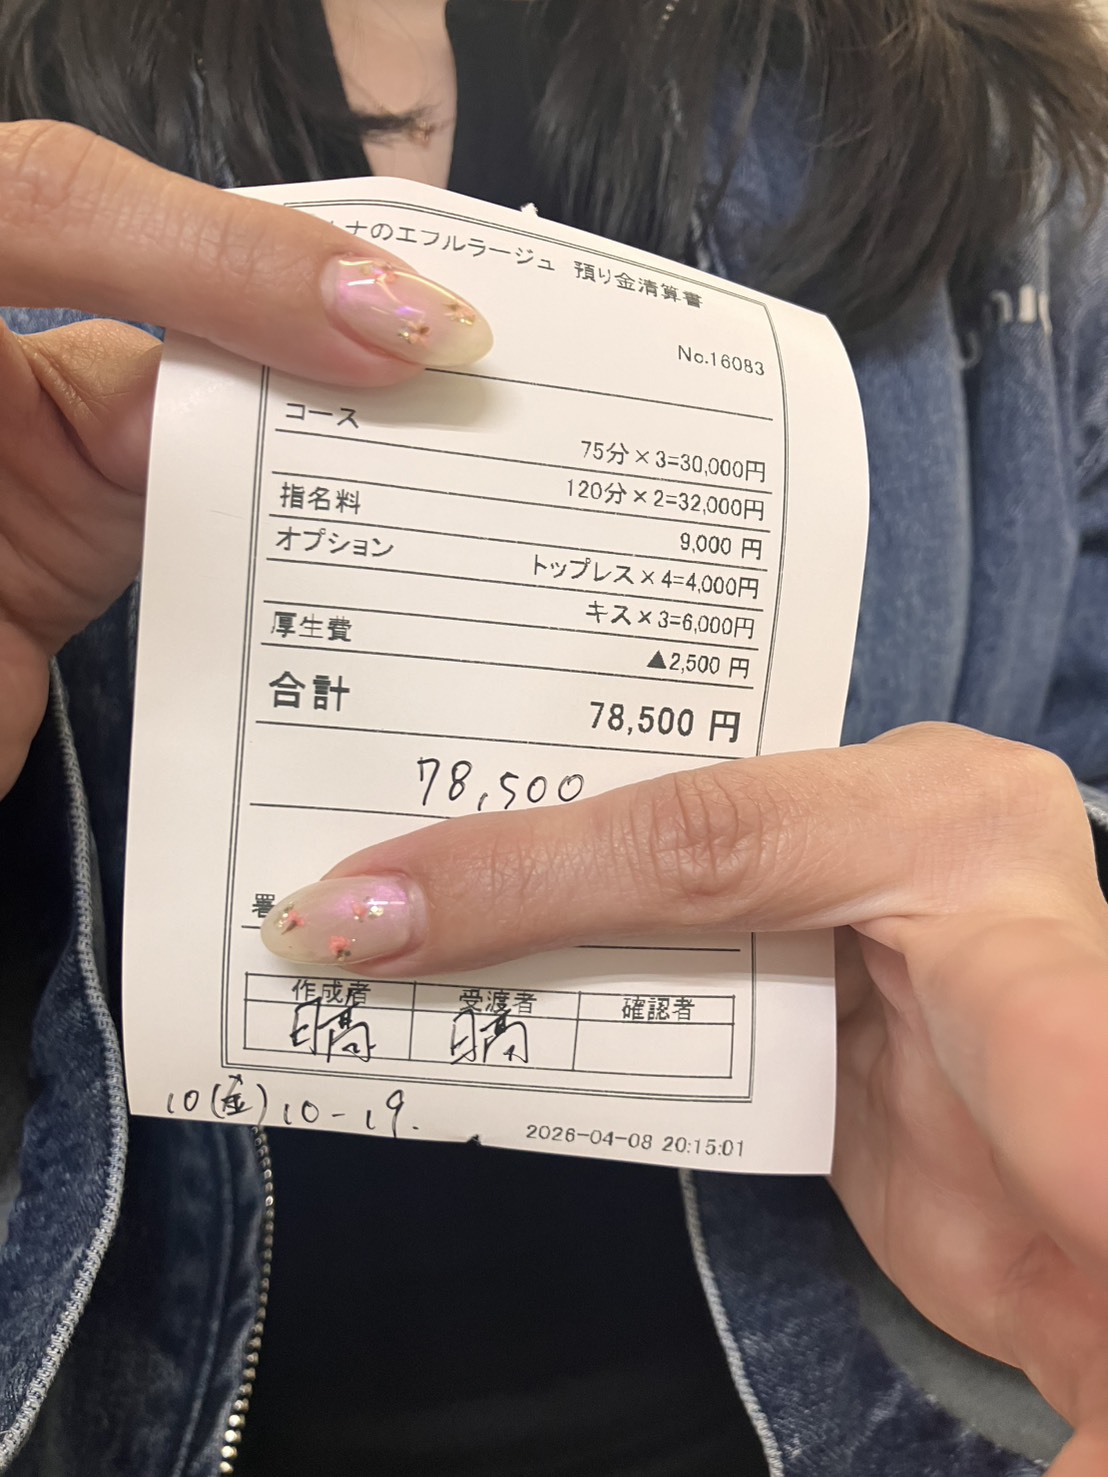 ナのエフルラージュ 預り金清算書
No.16083
コース
75分×3=30,000円
120分×2=32,000円
指名料
9,000 円
オプション
トップレス×4=4,000円
キス×3=6,000円
厚生費
▲2,500 円
合計
78,500 円
78,500
署
作成者 受渡者 確認者
日高 日高
10(金)10-19.
2026-04-08 20:15:01